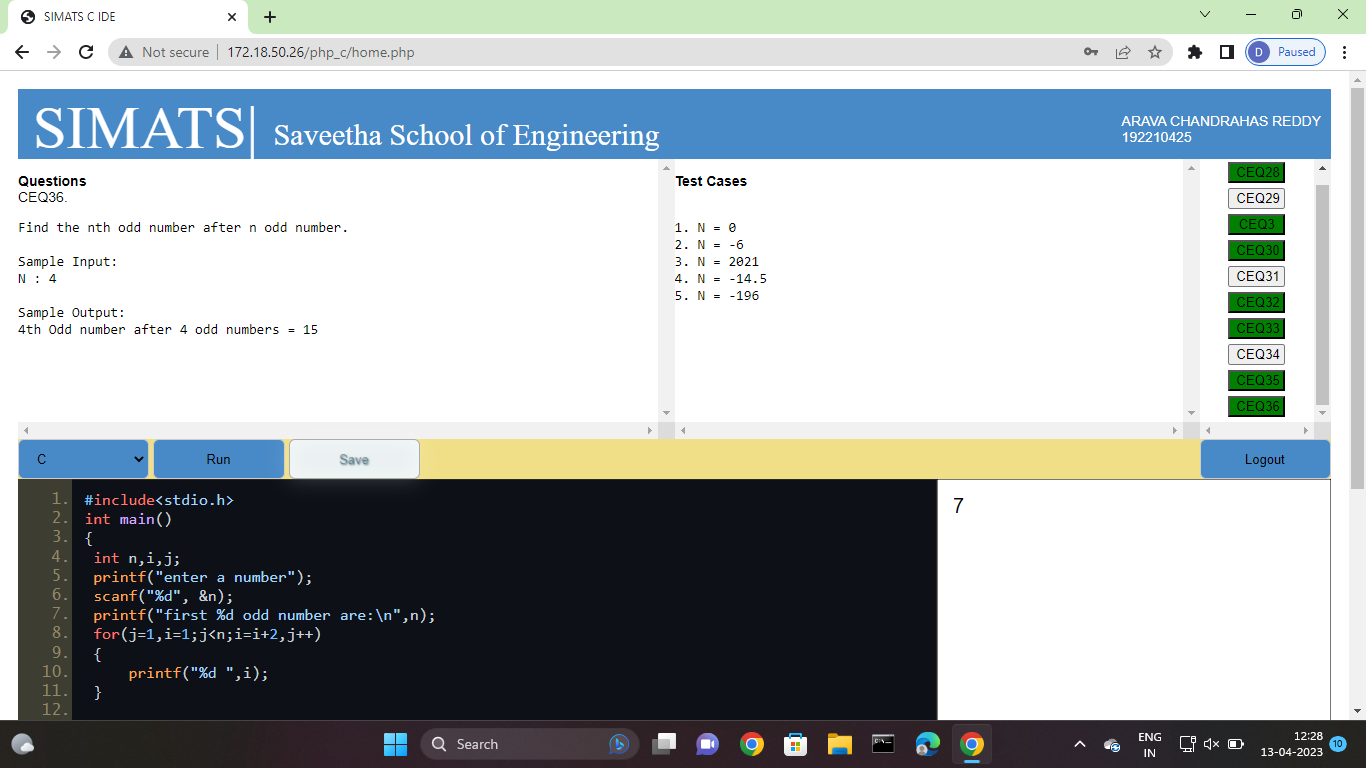 SIMATS C IDE
Not secure
172.18.50.26/php_c/home.php
D
Paused
SIMATS|
Saveetha School of Engineering
ARAVA CHANDRAHAS REDDY
192210425
Questions
CEQ36.
Find the nth odd number after n odd number.
Sample Input:
N : 4
Sample Output:
4th Odd number after 4 odd numbers = 15
Test Cases
1. N = 0
2. N = -6
3. N = 2021
4. N = -14.5
5. N = -196
CEQ28
CEQ29
CEQ3
CEQ30
CEQ31
CEQ32
CEQ33
CEQ34
CEQ35
CEQ36
C
Run
Save
Logout
1. #include<stdio.h>
2. int main()
3. {
4. int n,i,j;
5. printf("enter a number");
6. scanf("%d", &n);
7. printf("first %d odd number are:\n",n);
8. for(j=1,i=1;j<n;i=i+2,j++)
9. {
10. printf("%d ",i);
11. }
12.
7
Search
ENG
IN
12:28
13-04-2023
10